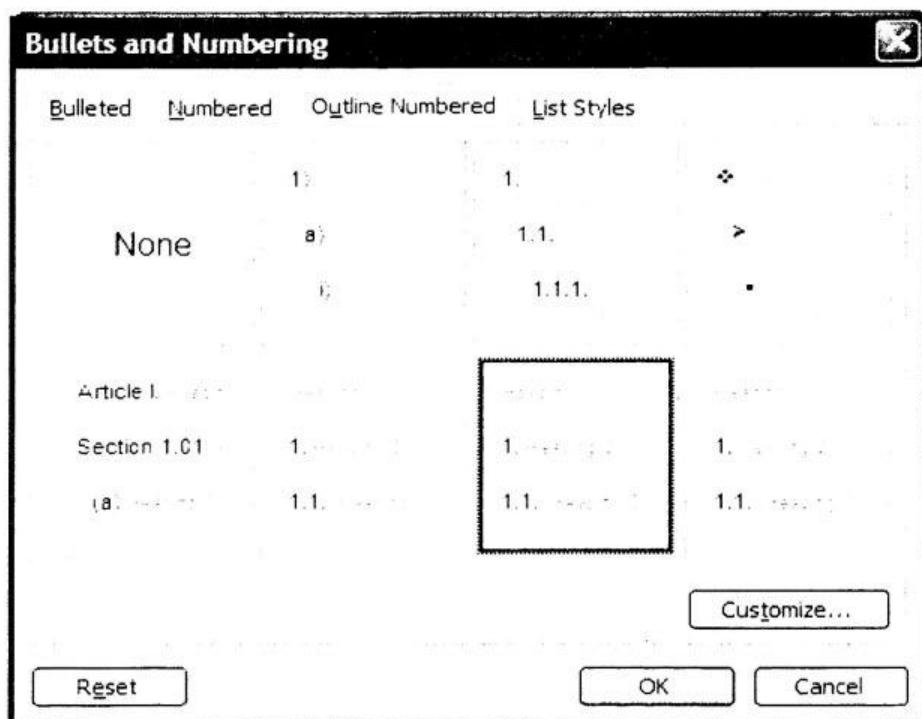 Bullets and Numbering
Bulleted Numbered Outline Numbered List Styles
None
1)
a)
i)
1.
1.1.
1.1.1.
Article I.
Section 1.01
(a)
1.
1.1.
1.
1.1.
1.
1.1.
Customize...
Reset OK Cancel